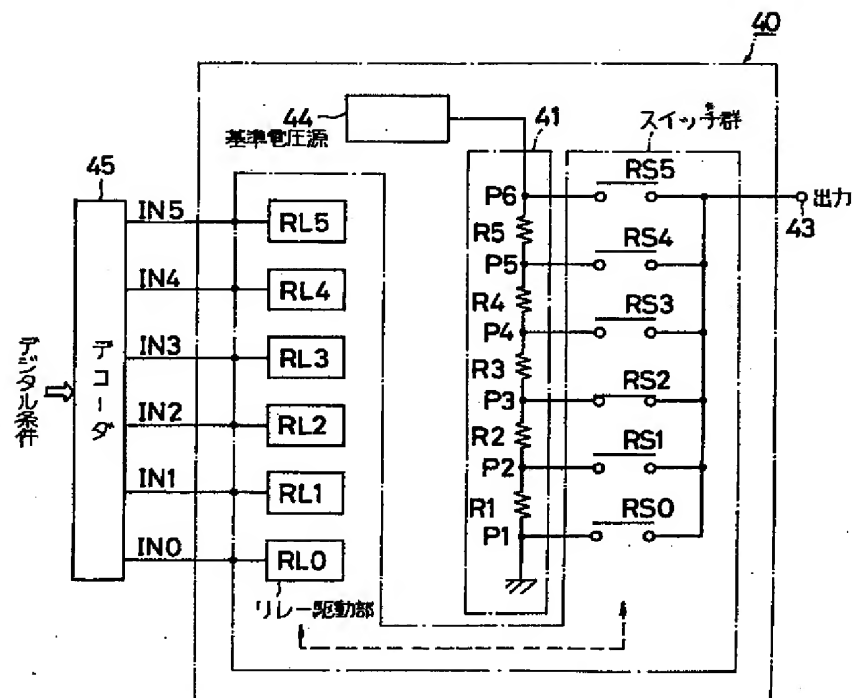 40
44
基準電圧源
41
スイッチ群
45
デジタル条件
デコーダ
IN5
IN4
IN3
IN2
IN1
IN0
RL5
RL4
RL3
RL2
RL1
RL0
リレー駆動部
P6
R5
P5
R4
P4
R3
P3
R2
P2
R1
P1
RS5
RS4
RS3
RS2
RS1
RS0
出力
43